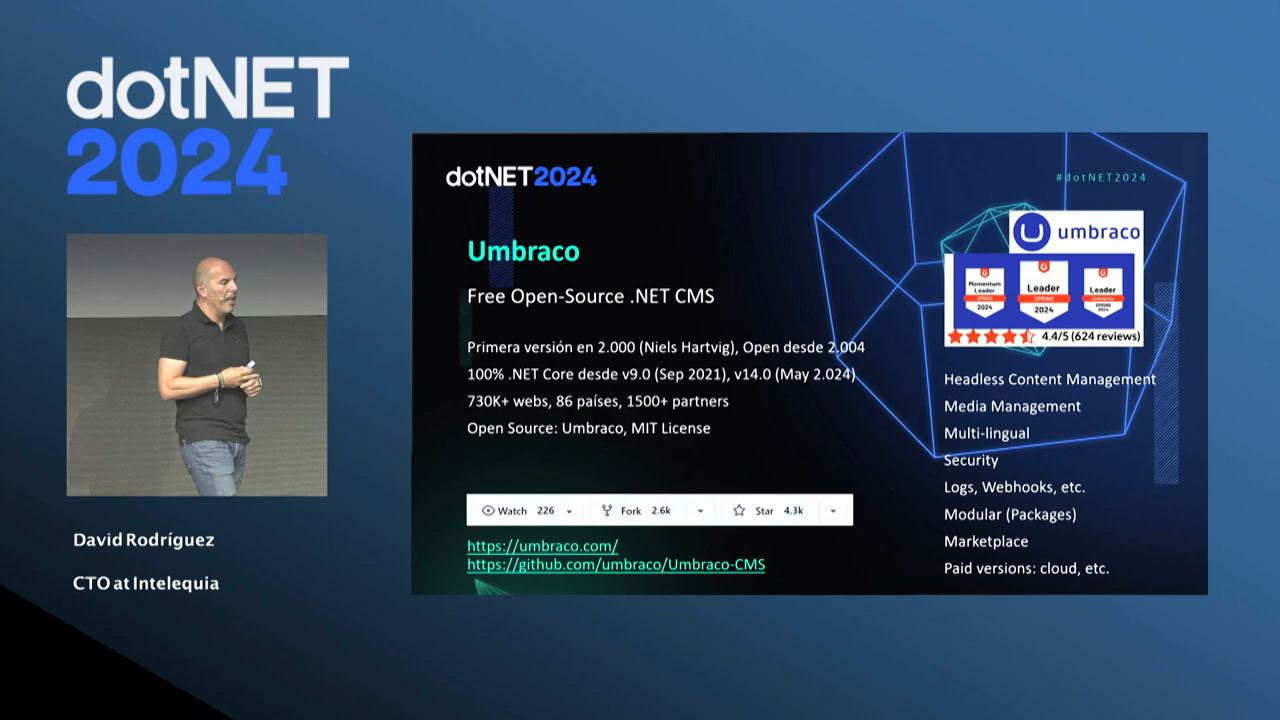 dotNET
2024
David Rodríguez
CTO at Intelequia
dotNET2024
#dotNET2024
Umbraco
Free Open-Source .NET CMS
Primera versión en 2.000 (Niels Hartvig), Open desde 2.004
100% .NET Core desde v9.0 (Sep 2021), v14.0 (May 2.024)
730K+ webs, 86 países, 1500+ partners
Open Source: Umbraco, MIT License
Watch 226 Fork 2.6k Star 4.3k
https://umbraco.com/
https://github.com/umbraco/Umbraco-CMS
umbraco
Momentum
Leader
SPRING
2024
Leader
SPRING
2024
Leader
Enterprise
SPRING
2024
4.4/5 (624 reviews)
Headless Content Management
Media Management
Multi-lingual
Security
Logs, Webhooks, etc.
Modular (Packages)
Marketplace
Paid versions: cloud, etc.